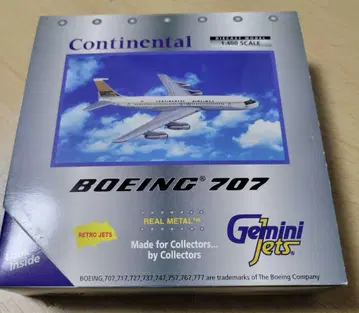 Continental
DIECAST MODEL
1:400 SCALE
CONTINENTAL AIRLINES
BOEING® 707
RETRO JETS
REAL METAL™
Made for Collectors...
by Collectors
Gemini
Jets
Inside
BOEING,707,717,727,737,747,757,767,777 are trademarks of The Boeing Company